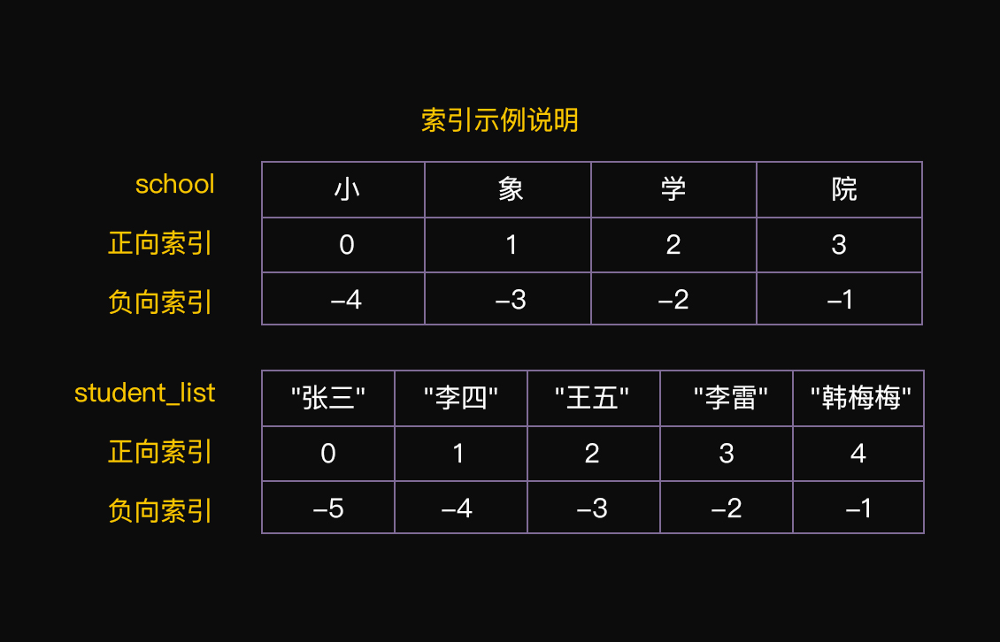 索引示例说明
school 小 象 学 院
正向索引 0 1 2 3
负向索引 -4 -3 -2 -1
student_list "张三" "李四" "王五" "李雷" "韩梅梅"
正向索引 0 1 2 3 4
负向索引 -5 -4 -3 -2 -1